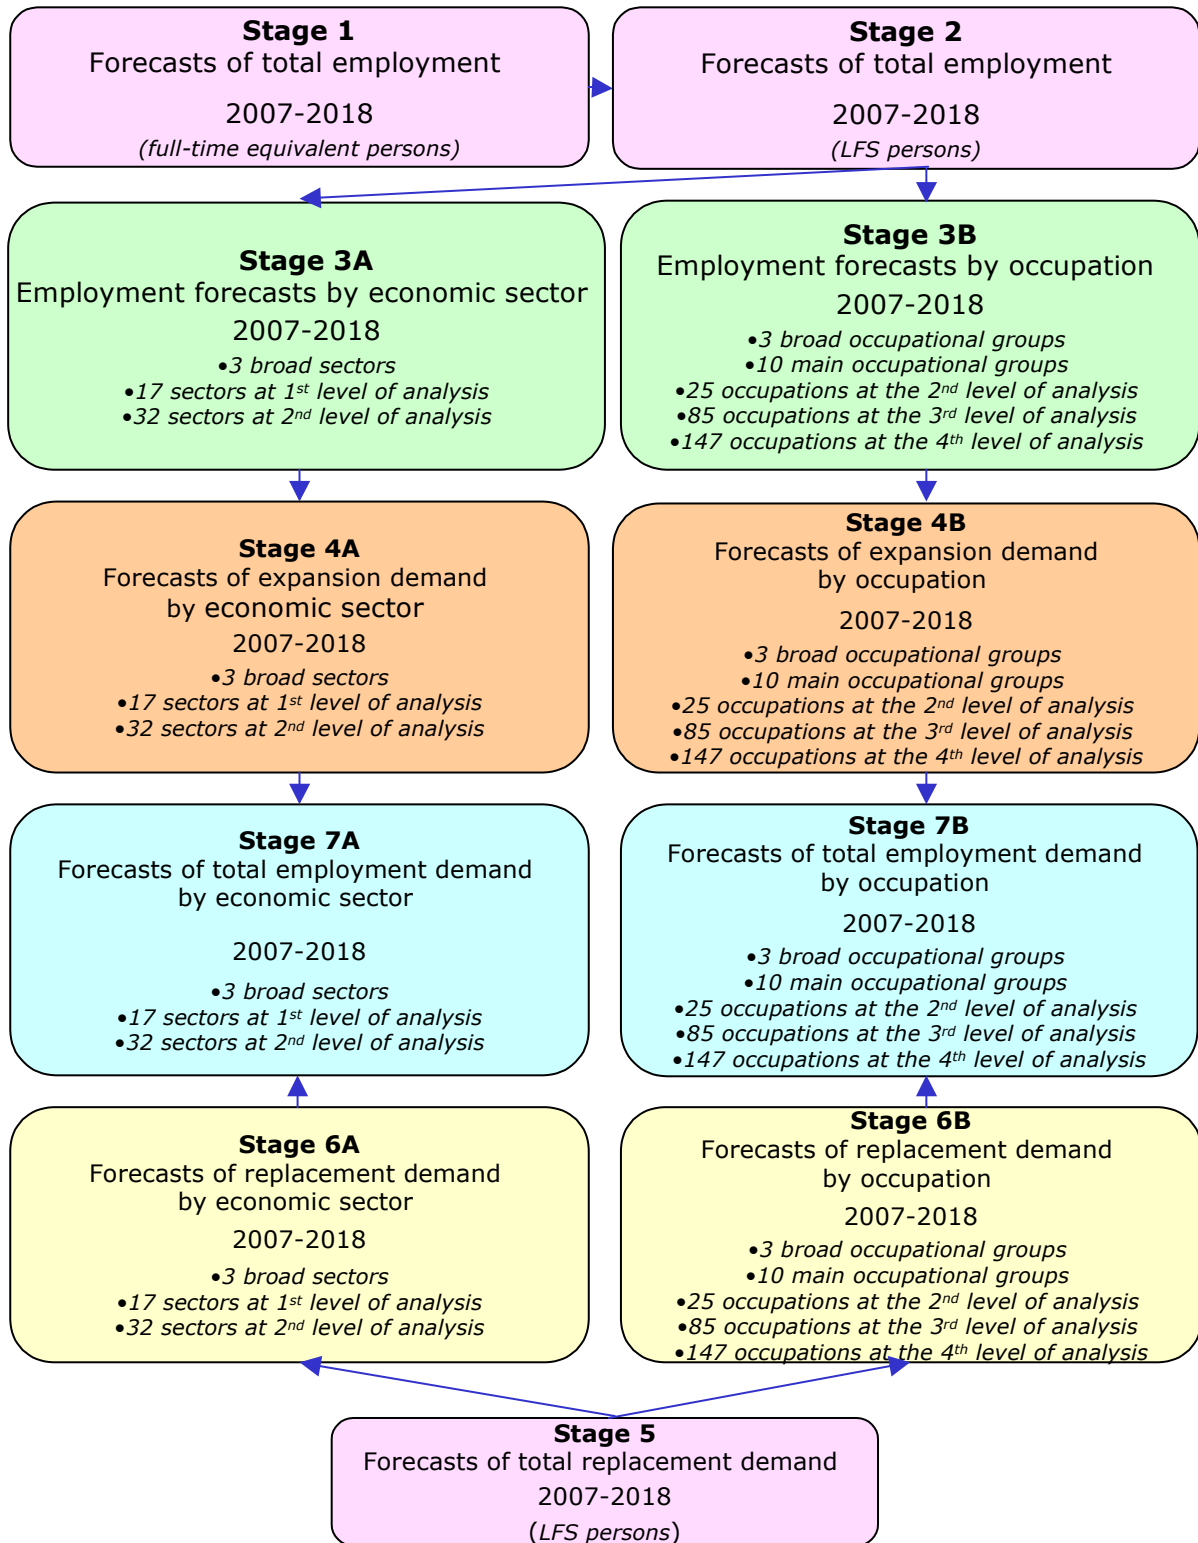 Stage 1
Forecasts of total employment
2007-2018
(full-time equivalent persons)
Stage 2
Forecasts of total employment
2007-2018
(LFS persons)
Stage 3A
Employment forecasts by economic sector
2007-2018
•3 broad sectors
•17 sectors at 1st level of analysis
•32 sectors at 2nd level of analysis
Stage 3B
Employment forecasts by occupation
2007-2018
•3 broad occupational groups
•10 main occupational groups
•25 occupations at the 2nd level of analysis
•85 occupations at the 3rd level of analysis
•147 occupations at the 4th level of analysis
Stage 4A
Forecasts of expansion demand
by economic sector
2007-2018
•3 broad sectors
•17 sectors at 1st level of analysis
•32 sectors at 2nd level of analysis
Stage 4B
Forecasts of expansion demand
by occupation
2007-2018
•3 broad occupational groups
•10 main occupational groups
•25 occupations at the 2nd level of analysis
•85 occupations at the 3rd level of analysis
•147 occupations at the 4th level of analysis
Stage 7A
Forecasts of total employment demand
by economic sector
2007-2018
•3 broad sectors
•17 sectors at 1st level of analysis
•32 sectors at 2nd level of analysis
Stage 7B
Forecasts of total employment demand
by occupation
2007-2018
•3 broad occupational groups
•10 main occupational groups
•25 occupations at the 2nd level of analysis
•85 occupations at the 3rd level of analysis
•147 occupations at the 4th level of analysis
Stage 6A
Forecasts of replacement demand
by economic sector
2007-2018
•3 broad sectors
•17 sectors at 1st level of analysis
•32 sectors at 2nd level of analysis
Stage 6B
Forecasts of replacement demand
by occupation
2007-2018
•3 broad occupational groups
•10 main occupational groups
•25 occupations at the 2nd level of analysis
•85 occupations at the 3rd level of analysis
•147 occupations at the 4th level of analysis
Stage 5
Forecasts of total replacement demand
2007-2018
(LFS persons)